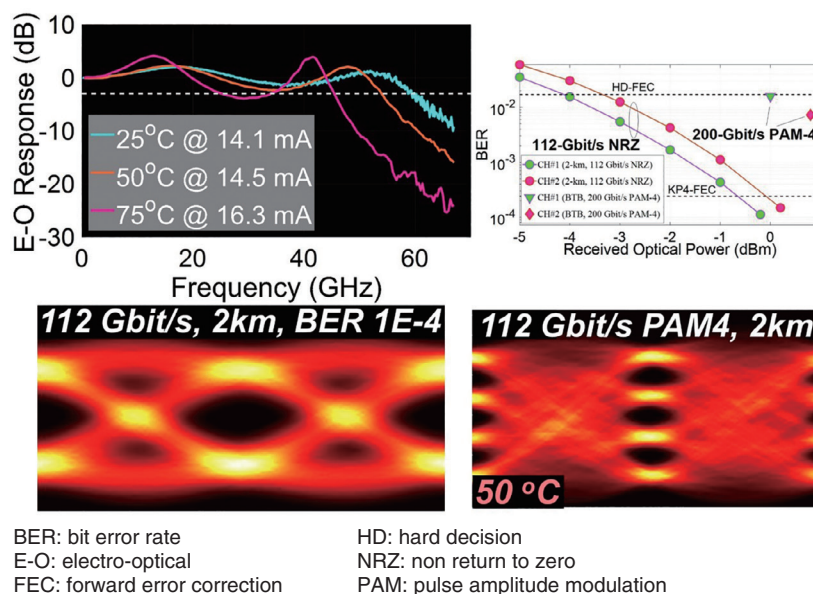 10
0
-10
-20
-30
E-O Response (dB)
25°C @ 14.1 mA
50°C @ 14.5 mA
75°C @ 16.3 mA
0 20 40 60 80
Frequency (GHz)
BER
10-2
10-3
10-4
HD-FEC
200-Gbit/s PAM-4
112-Gbit/s NRZ
CH#1 (2-km, 112 Gbit/s NRZ)
CH#2 (2-km, 112 Gbit/s NRZ)
CH#1 (BTB, 200 Gbit/s PAM-4)
CH#2 (BTB, 200 Gbit/s PAM-4)
KP4-FEC
-5 -4 -3 -2 -1 0
Received Optical Power (dBm)
112 Gbit/s, 2km, BER 1E-4
112 Gbit/s PAM4, 2km
50 °C
BER: bit error rate
E-O: electro-optical
FEC: forward error correction
HD: hard decision
NRZ: non return to zero
PAM: pulse amplitude modulation